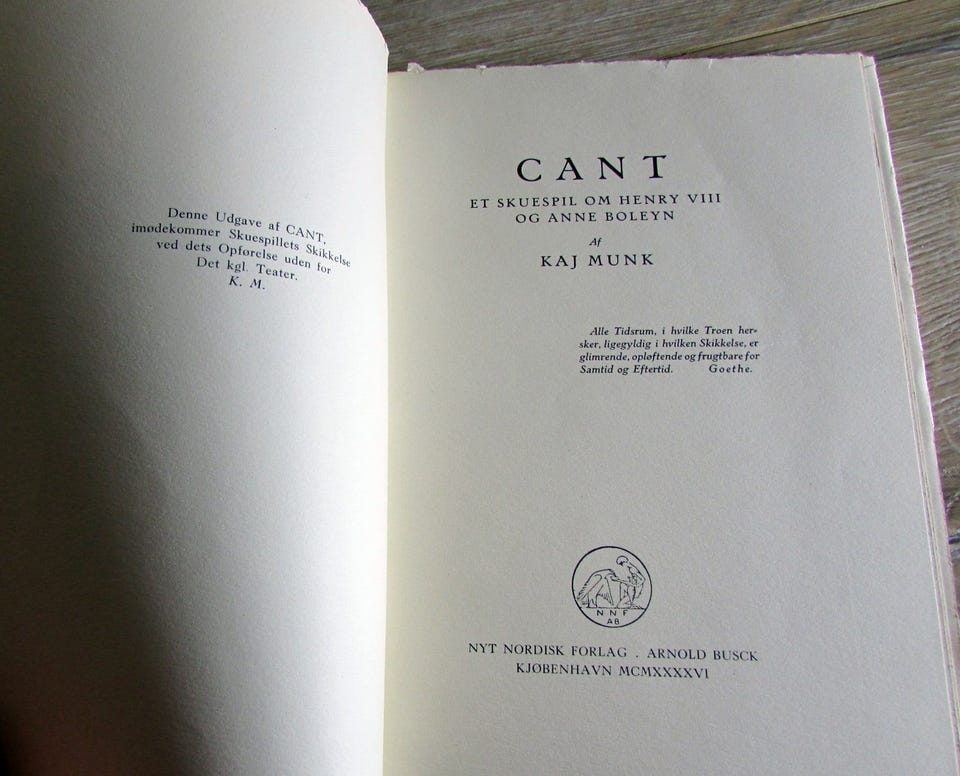 Denne Udgave af CANT,
imødekommer Skuespillets Skikkelse
ved dets Opførelse uden for
Det kgl. Teater.
K. M.
CANT
ET SKUESPIL OM HENRY VIII
OG ANNE BOLEYN
Af
KAJ MUNK
Alle Tidsrum, i hvilke Troen her-
sker, ligegyldig i hvilken Skikkelse, er
glimrende, opløftende og frugtbare for
Samtid og Eftertid. Goethe.
N N F
AB
NYT NORDISK FORLAG . ARNOLD BUSCK
KJØBENHAVN MCMXXXXVI